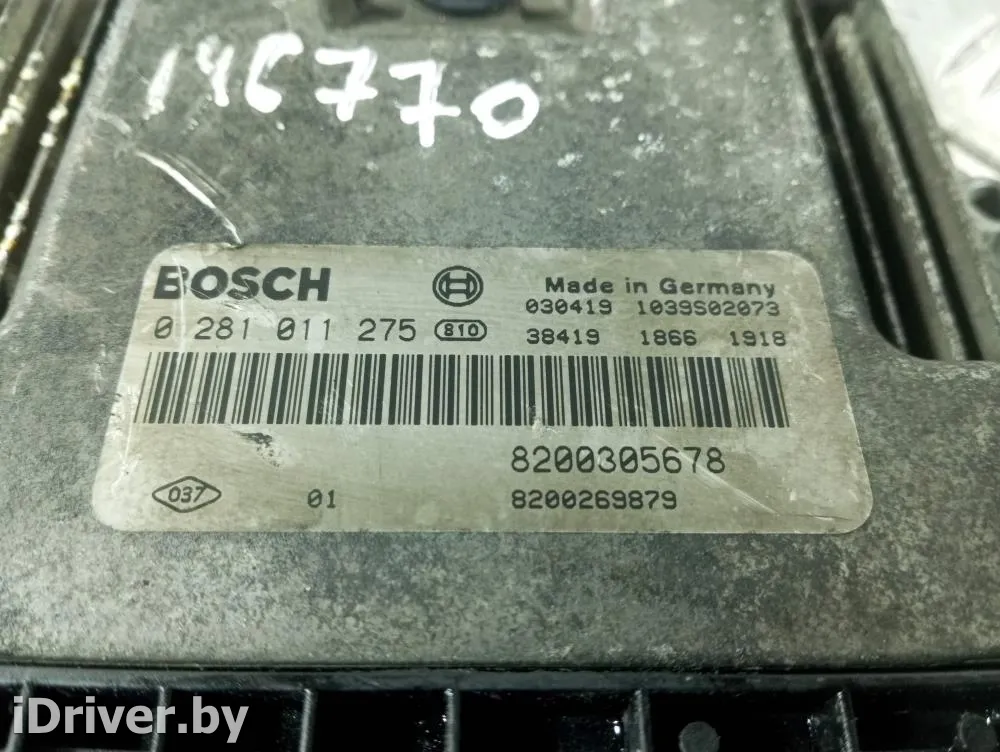 146770
BOSCH
Made in Germany
030419 1039S02073
0 281 011 275 810
38419 1866 1918
8200305678
037 01 8200269879
iDriver.by